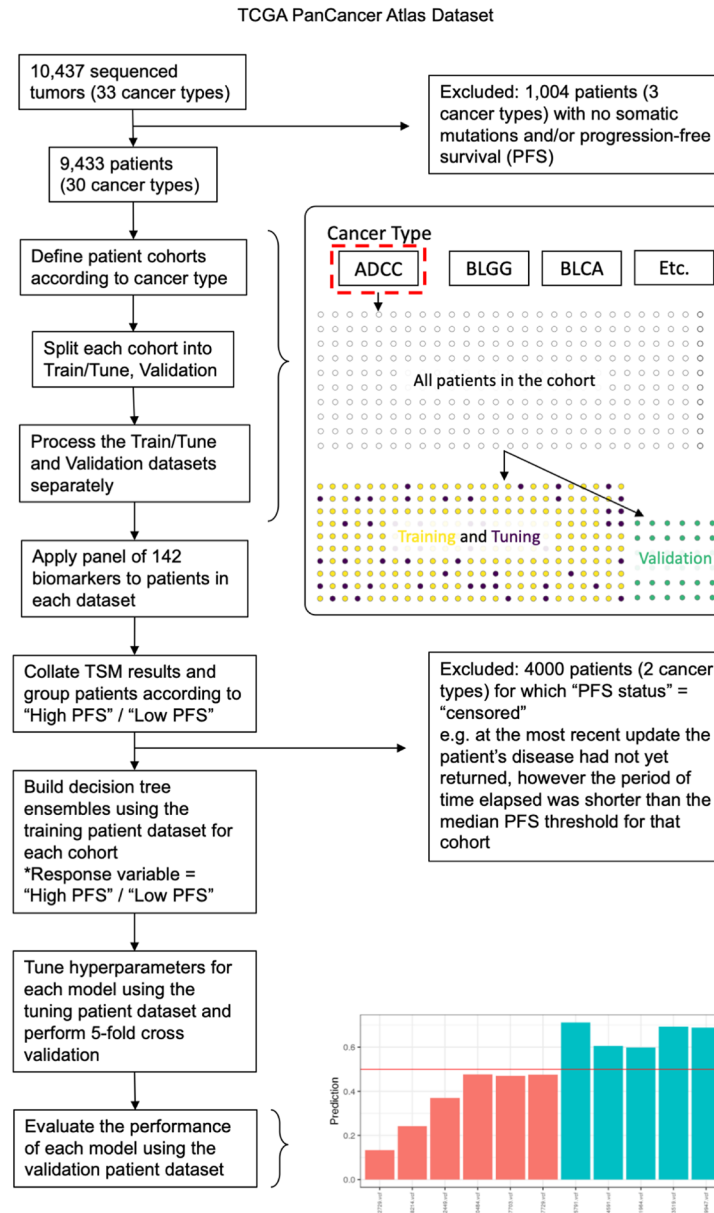 TCGA PanCancer Atlas Dataset
10,437 sequenced
tumors (33 cancer types)
Excluded: 1,004 patients (3
cancer types) with no somatic
mutations and/or progression-free
survival (PFS)
9,433 patients
(30 cancer types)
Define patient cohorts
according to cancer type
Split each cohort into
Train/Tune, Validation
Process the Train/Tune
and Validation datasets
separately
Cancer Type
ADCC
BLGG
BLCA
Etc.
All patients in the cohort
Training and Tuning
Validation
Apply panel of 142
biomarkers to patients in
each dataset
Collate TSM results and
group patients according to
“High PFS” / “Low PFS”
Excluded: 4000 patients (2 cancer
types) for which “PFS status” =
“censored”
e.g. at the most recent update the
patient’s disease had not yet
returned, however the period of
time elapsed was shorter than the
median PFS threshold for that
cohort
Build decision tree
ensembles using the
training patient dataset for
each cohort
*Response variable =
“High PFS” / “Low PFS”
Tune hyperparameters for
each model using the
tuning patient dataset and
perform 5-fold cross
validation
Evaluate the performance
of each model using the
validation patient dataset
Prediction
0.6
0.4
0.2
0.0